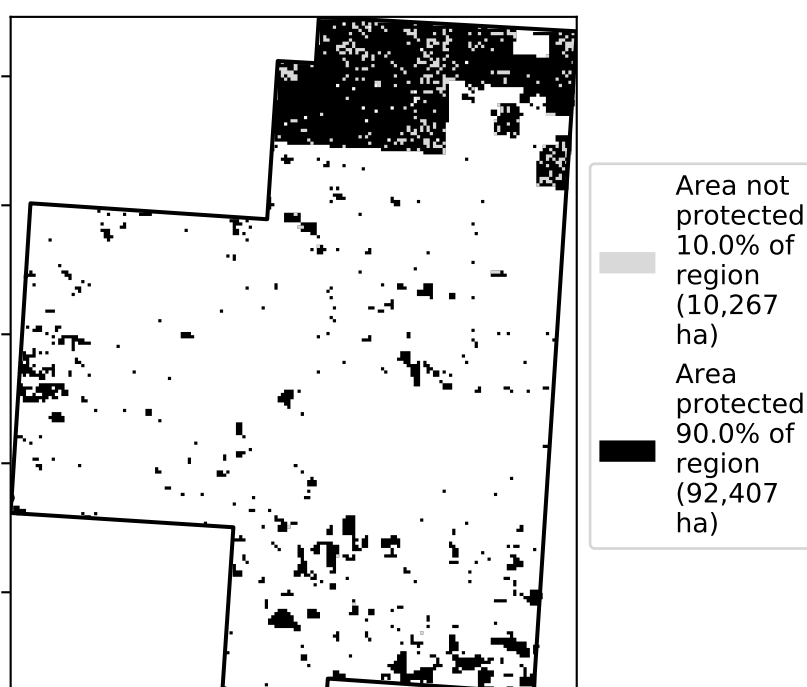 Area not
protected
10.0% of
region
(10,267
ha)
Area
protected
90.0% of
region
(92,407
ha)